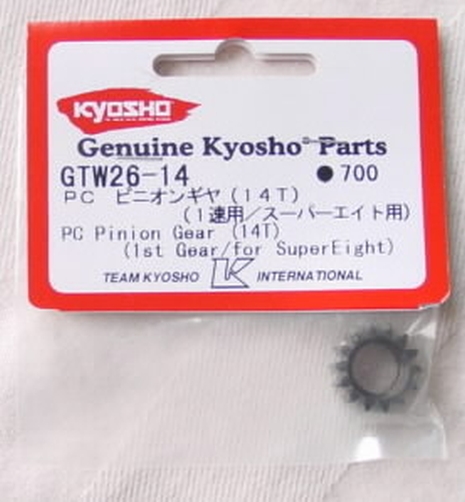 KYOSHO
Genuine Kyosho Parts
GTW26-14 ●700
PC ピニオンギヤ(14T)
(1速用/スーパーエイト用)
PC Pinion Gear (14T)
(1st Gear/for SuperEight)
TEAM KYOSHO K INTERNATIONAL